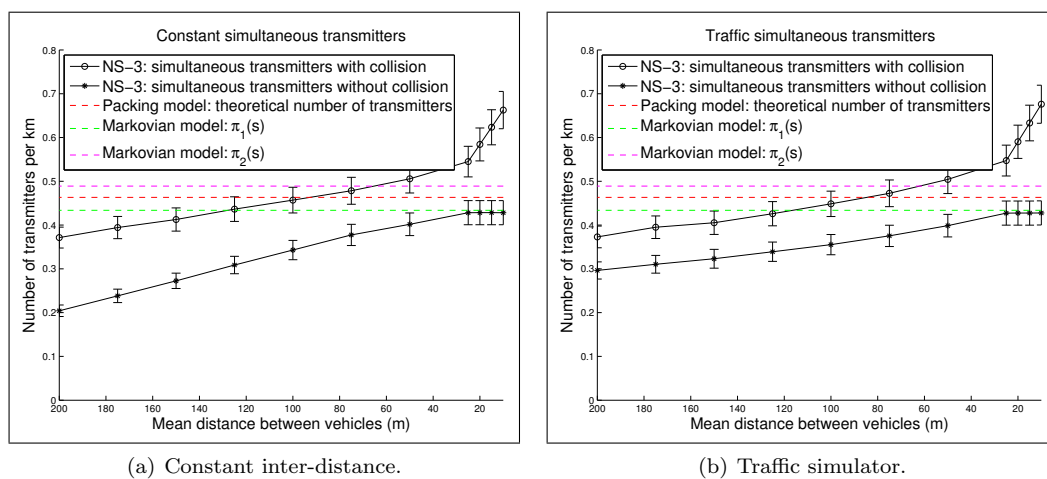 Constant simultaneous transmitters
0.8
0.7
0.6
0.5
0.4
0.3
0.2
0.1
0
Number of transmitters per km
NS−3: simultaneous transmitters with collision
NS−3: simultaneous transmitters without collision
Packing model: theoretical number of transmitters
Markovian model: π1(s)
Markovian model: π2(s)
200 180 160 140 120 100 80 60 40 20
Mean distance between vehicles (m)
(a) Constant inter-distance.
Traffic simultaneous transmitters
0.8
0.7
0.6
0.5
0.4
0.3
0.2
0.1
0
Number of transmitters per km
NS−3: simultaneous transmitters with collision
NS−3: simultaneous transmitters without collision
Packing model: theoretical number of transmitters
Markovian model: π1(s)
Markovian model: π2(s)
200 180 160 140 120 100 80 60 40 20
Mean distance between vehicles (m)
(b) Traffic simulator.